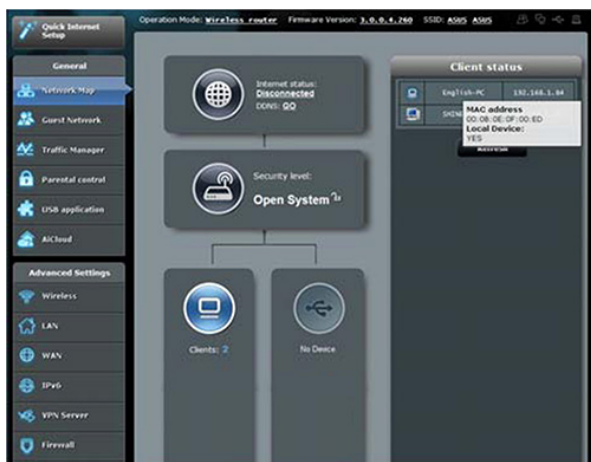 Quick Internet
Setup
Operation Mode: Wireless router Firmware Version: 3.0.0.4.260 SSID: ASUS ASUS
General
Network Map
Guest Network
Traffic Manager
Parental control
USB application
AiCloud
Advanced Settings
Wireless
LAN
WAN
IPv6
VPN Server
Firewall
Internet status:
Disconnected
DDNS: GO
Security level:
Open System
Clients: 2
No Device
Client status
English-PC 192.168.1.84
MAC address
00:0B:0E:0F:00:ED
Local Device:
YES